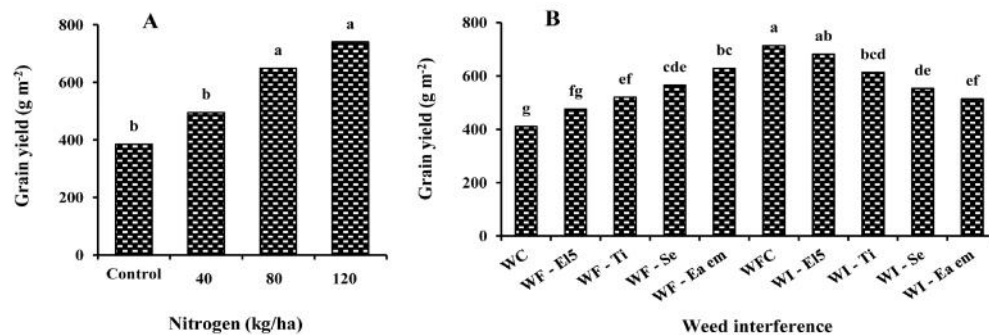 A
Grain yield (g m-2)
800
600
400
200
0
b
b
a
a
Control
40
80
120
Nitrogen (kg/ha)
B
Grain yield (g m-2)
800
600
400
200
0
g
fg
ef
cde
bc
a
ab
bcd
de
ef
WC
WF - El5
WF - Ti
WF - Se
WF - Ea em
WFC
WI - El5
WI - Ti
WI - Se
WI - Ea em
Weed interference